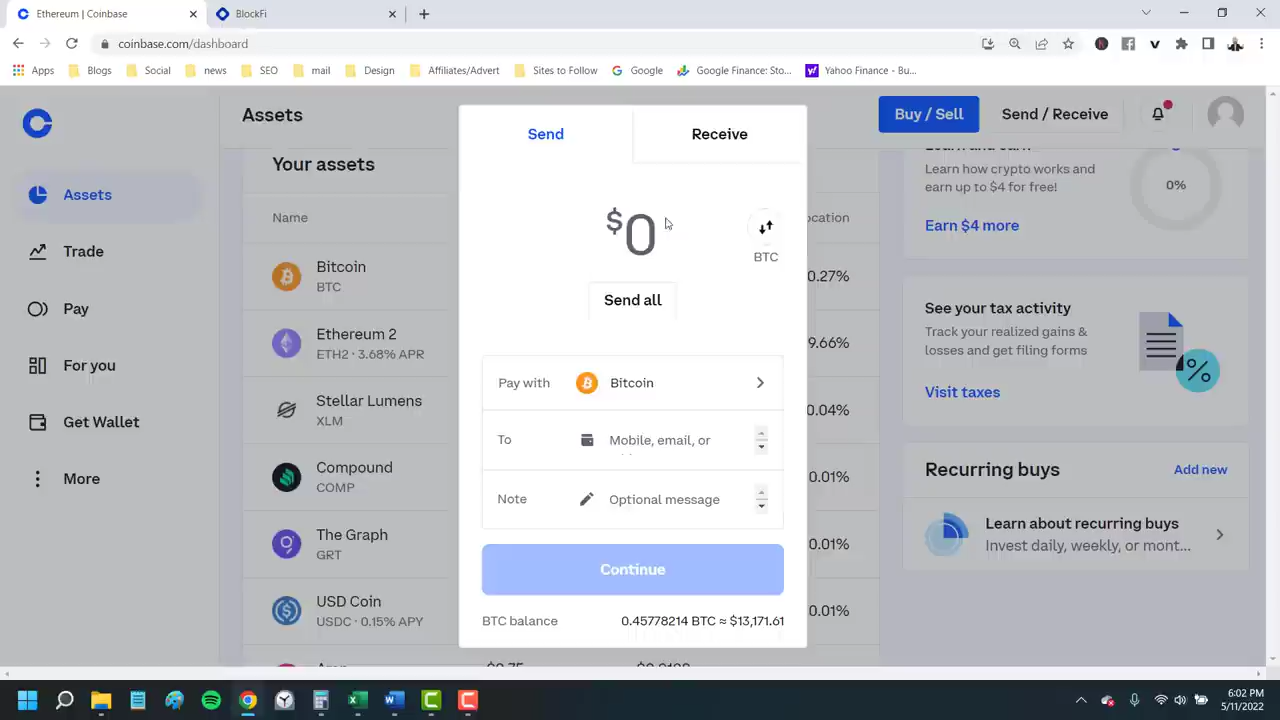 Ethereum | Coinbase
BlockFi
coinbase.com/dashboard
Apps Blogs Social news SEO mail Design Affiliates/Advert Sites to Follow Google Google Finance: Sto... Yahoo Finance - Bu...
Assets
Buy / Sell
Send / Receive
Assets
Trade
Pay
For you
Get Wallet
More
Your assets
Name
Bitcoin
BTC
Ethereum 2
ETH2 · 3.68% APR
Stellar Lumens
XLM
Compound
COMP
The Graph
GRT
USD Coin
USDC · 0.15% APY
Send
Receive
$0
BTC
Send all
Pay with Bitcoin
To Mobile, email, or
Note Optional message
Continue
BTC balance 0.45778214 BTC ≈ $13,171.61
ocation
0.27%
9.66%
0.04%
0.01%
0.01%
0.01%
Learn how crypto works and
earn up to $4 for free!
0%
Earn $4 more
See your tax activity
Track your realized gains &
losses and get filing forms
Visit taxes
Recurring buys
Add new
Learn about recurring buys
Invest daily, weekly, or mont...
6:02 PM
5/11/2022